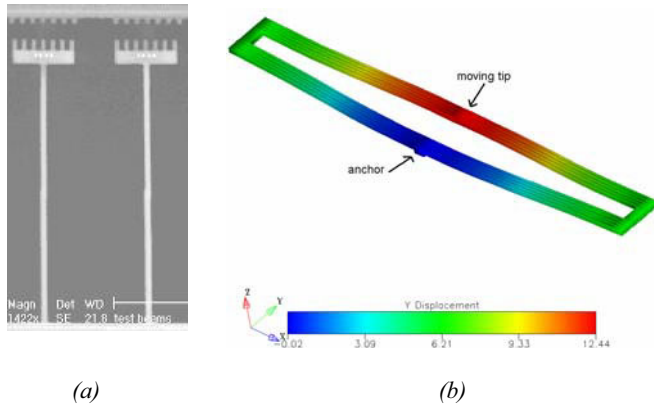 moving tip
anchor
Nagn Det WD
1422x SE 21.8 test beams
Z
Y
X
Y Displacement
-0.02 3.09 6.21 9.33 12.44
(a) (b)